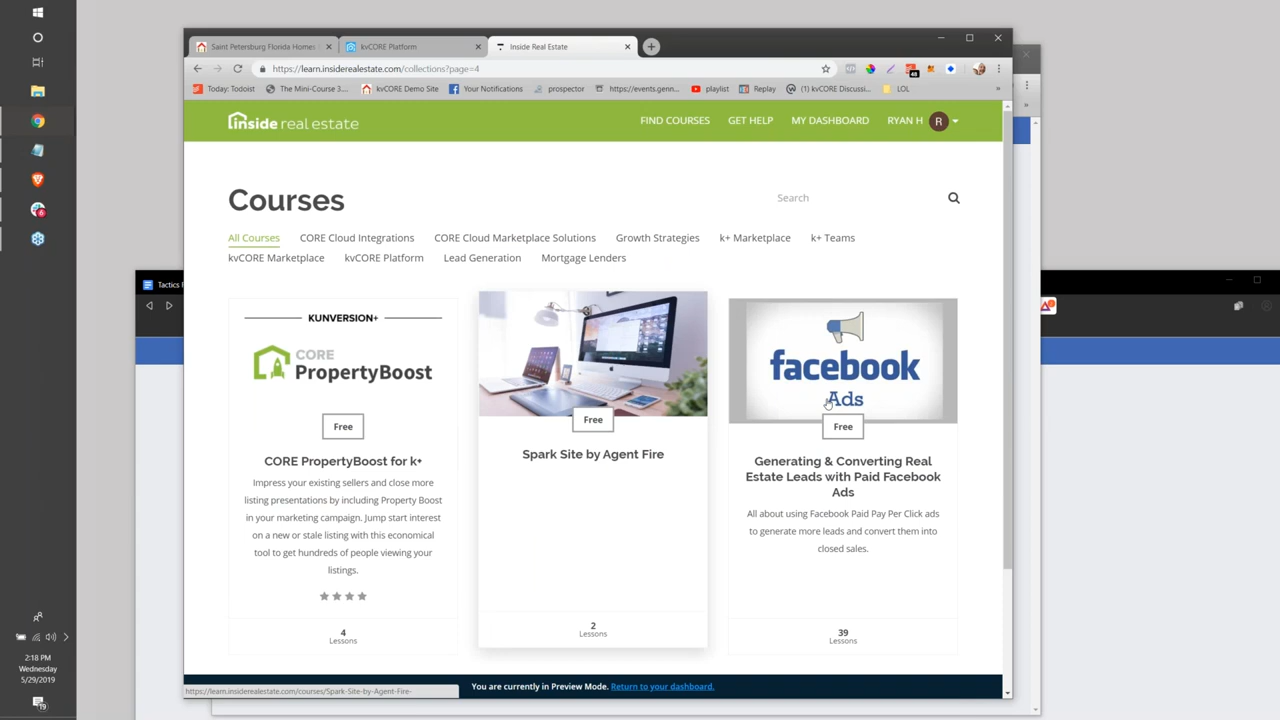 Saint Petersburg Florida Homes
kvCORE Platform
Inside Real Estate
https://learn.insiderealestate.com/collections?page=4
48
Today: Todoist
The Mini-Course 3....
kvCORE Demo Site
Your Notifications
prospector
https://events.genn...
playlist
Replay
(1) kvCORE Discussi...
LOL
inside real estate
FIND COURSES
GET HELP
MY DASHBOARD
RYAN H
R
Courses
Search
All Courses
CORE Cloud Integrations
CORE Cloud Marketplace Solutions
Growth Strategies
k+ Marketplace
k+ Teams
kvCORE Marketplace
kvCORE Platform
Lead Generation
Mortgage Lenders
Tactics
KUNVERSION+
CORE
PropertyBoost
Free
CORE PropertyBoost for k+
Impress your existing sellers and close more
listing presentations by including Property Boost
in your marketing campaign. Jump start interest
on a new or stale listing with this economical
tool to get hundreds of people viewing your
listings.
4
Lessons
Free
Spark Site by Agent Fire
2
Lessons
facebook
Ads
Free
Generating & Converting Real
Estate Leads with Paid Facebook
Ads
All about using Facebook Paid Pay Per Click ads
to generate more leads and convert them into
closed sales.
39
Lessons
https://learn.insiderealestate.com/courses/Spark-Site-by-Agent-Fire-
You are currently in Preview Mode. Return to your dashboard.
2:18 PM
Wednesday
5/29/2019
19